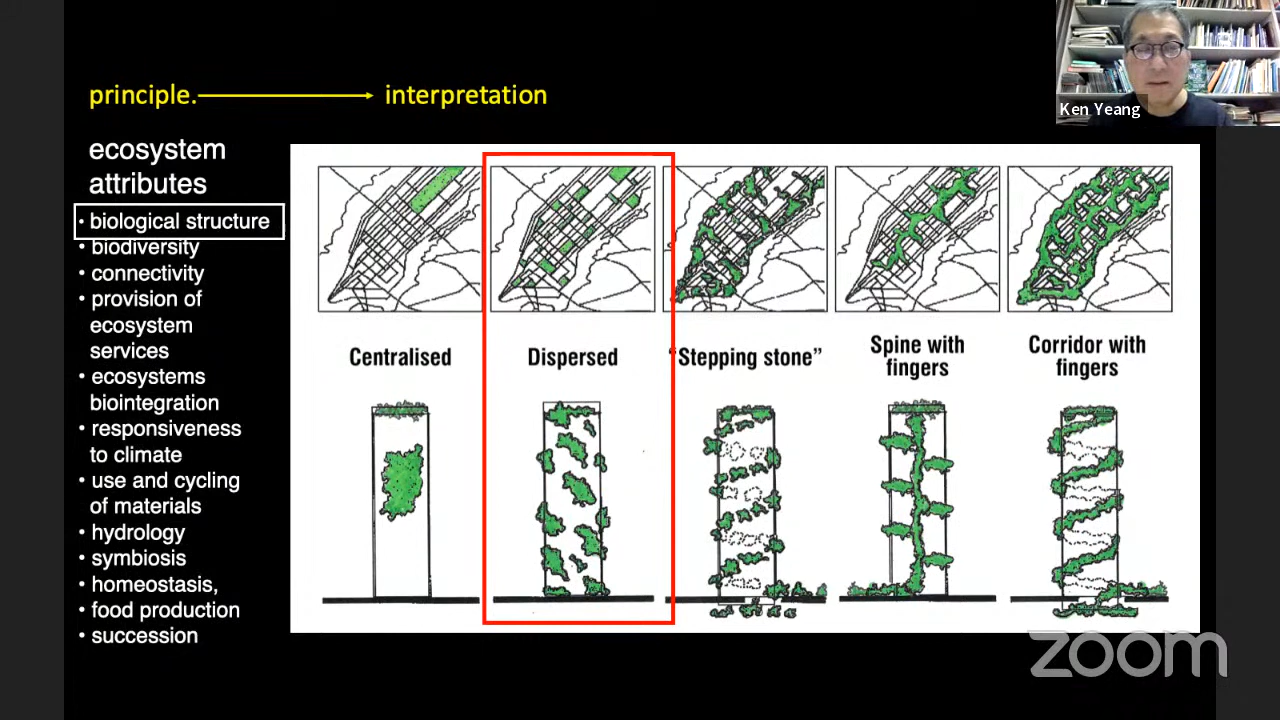 principle. interpretation
Ken Yeang
ecosystem
attributes
• biological structure
• biodiversity
• connectivity
• provision of
ecosystem
services
• ecosystems
biointegration
• responsiveness
to climate
• use and cycling
of materials
• hydrology
• symbiosis
• homeostasis,
• food production
• succession
Centralised
Dispersed
"Stepping stone"
Spine with
fingers
Corridor with
fingers
zoom